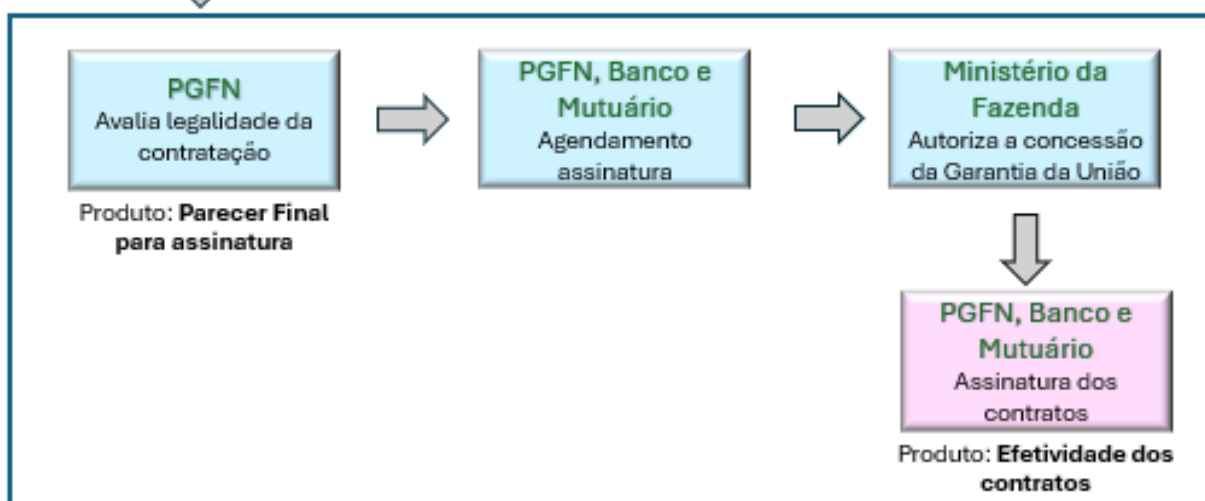 PGFN
Avalia legalidade da
contratação
Produto: Parecer Final
para assinatura
PGFN, Banco e
Mutuário
Agendamento
assinatura
Ministério da
Fazenda
Autoriza a concessão
da Garantia da União
PGFN, Banco e
Mutuário
Assinatura dos
contratos
Produto: Efetividade dos
contratos